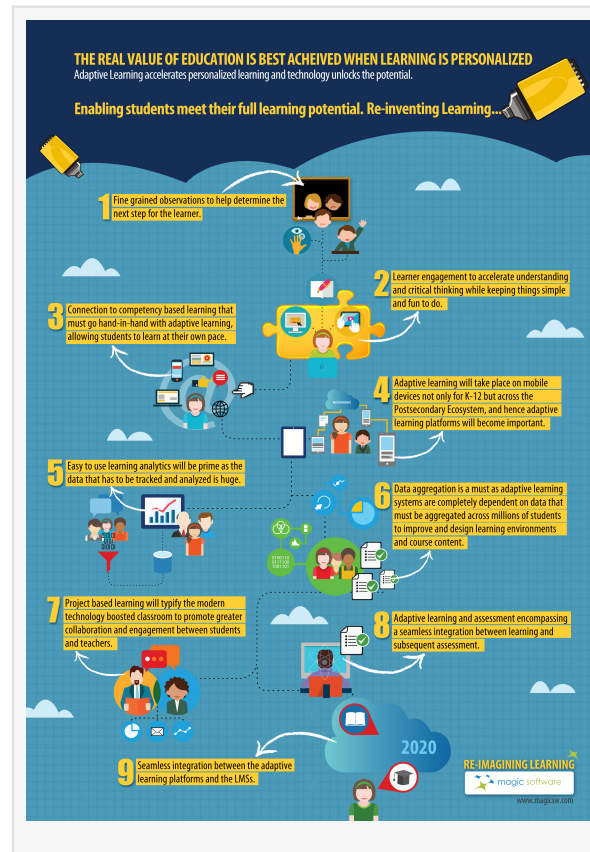 THE REAL VALUE OF EDUCATION IS BEST ACHEIVED WHEN LEARNING IS PERSONALIZED
Adaptive Learning accelerates personalized learning and technology unlocks the potential.
Enabling students meet their full learning potential. Re-inventing Learning...
1
Fine grained observations to help determine the
next step for the learner.
2
Learner engagement to accelerate understanding
and critical thinking while keeping things simple
and fun to do.
3
Connection to competency based learning that
must go hand-in-hand with adaptive learning,
allowing students to learn at their own pace.
4
Adaptive learning will take place on mobile
devices not only for K-12 but across the
Postsecondary Ecosystem, and hence adaptive
learning platforms will become important.
5
Easy to use learning analytics will be prime as the
data that has to be tracked and analyzed is huge.
6
Data aggregation is a must as adaptive learning
systems are completely dependent on data that
must be aggregated across millions of students
to improve and design learning environments
and course content.
7
Project based learning will typify the modern
technology boosted classroom to promote greater
collaboration and engagement between students
and teachers.
8
Adaptive learning and assessment encompassing
a seamless integration between learning and
subsequent assessment.
9
Seamless integration between the adaptive
learning platforms and the LMSs.
2020
RE-IMAGINING LEARNING
magic software
www.magicsw.com